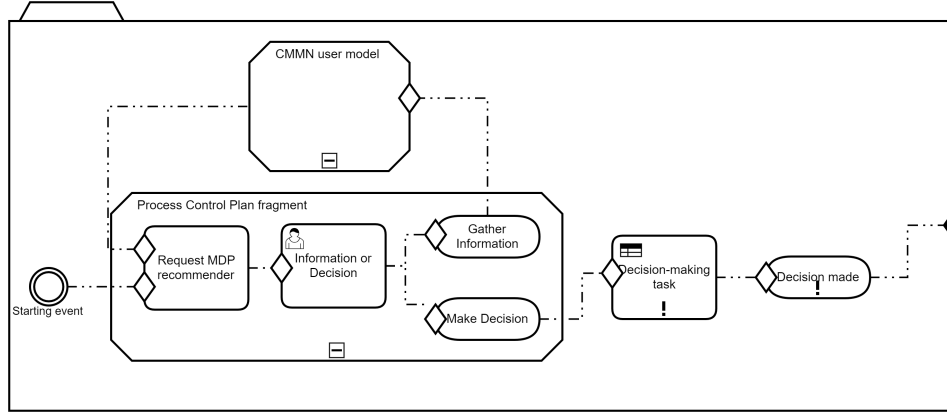 CMMN user model
Process Control Plan fragment
Request MDP
recommender
Information or
Decision
Gather
Information
Make Decision
Starting event
Decision-making
task
!
Decision made
!